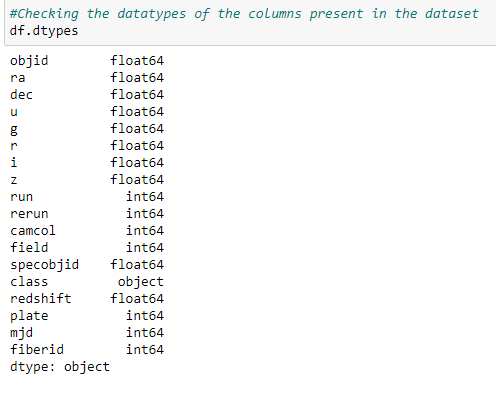 #Checking the datatypes of the columns present in the dataset
df.dtypes
objid        float64
ra           float64
dec          float64
u            float64
g            float64
r            float64
i            float64
z            float64
run            int64
rerun          int64
camcol         int64
field          int64
specobjid    float64
class         object
redshift     float64
plate          int64
mjd            int64
fiberid        int64
dtype: object